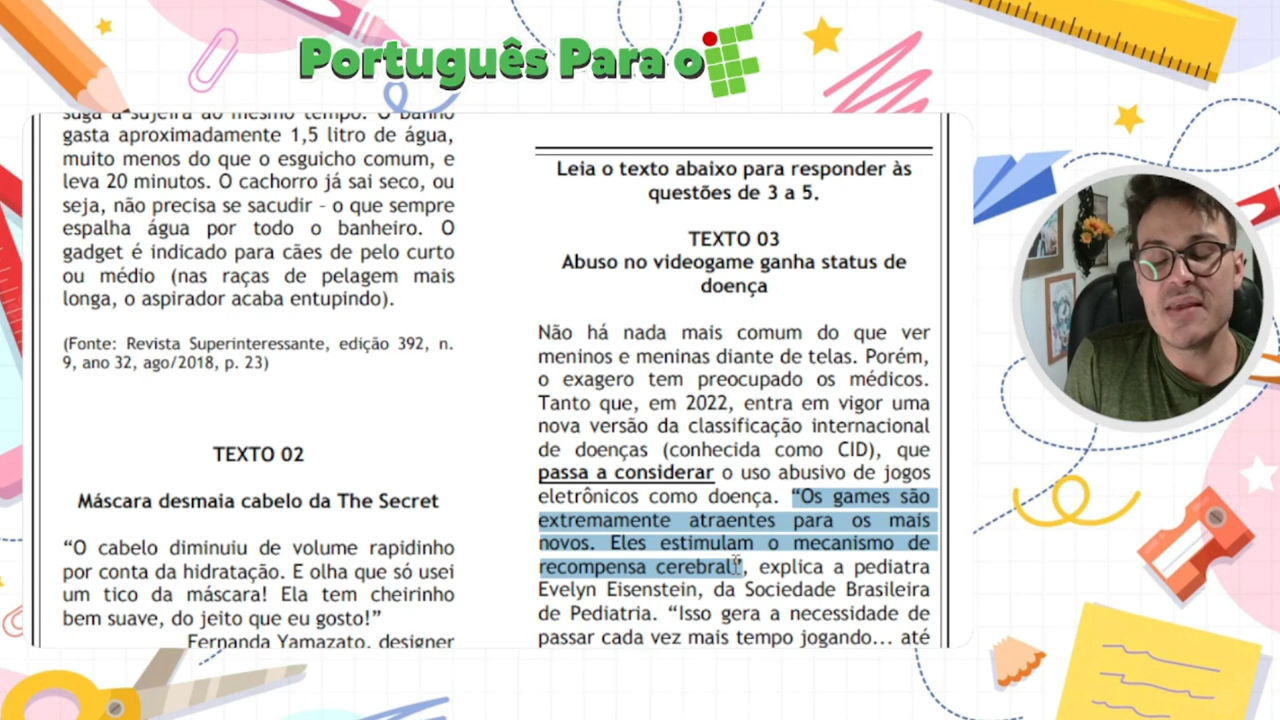 Português Para o
suga a sujeira ao mesmo tempo. O banho
gasta aproximadamente 1,5 litro de água,
muito menos do que o esguicho comum, e
leva 20 minutos. O cachorro já sai seco, ou
seja, não precisa se sacudir – o que sempre
espalha água por todo o banheiro. O
gadget é indicado para cães de pelo curto
ou médio (nas raças de pelagem mais
longa, o aspirador acaba entupindo).
(Fonte: Revista Superinteressante, edição 392, n.
9, ano 32, ago/2018, p. 23)
TEXTO 02
Máscara desmaia cabelo da The Secret
“O cabelo diminuiu de volume rapidinho
por conta da hidratação. E olha que só usei
um tico da máscara! Ela tem cheirinho
bem suave, do jeito que eu gosto!”
Fernanda Yamazato, designer
Leia o texto abaixo para responder às
questões de 3 a 5.
TEXTO 03
Abuso no videogame ganha status de
doença
Não há nada mais comum do que ver
meninos e meninas diante de telas. Porém,
o exagero tem preocupado os médicos.
Tanto que, em 2022, entra em vigor uma
nova versão da classificação internacional
de doenças (conhecida como CID), que
passa a considerar o uso abusivo de jogos
eletrônicos como doença. “Os games são
extremamente atraentes para os mais
novos. Eles estimulam o mecanismo de
recompensa cerebral”, explica a pediatra
Evelyn Eisenstein, da Sociedade Brasileira
de Pediatria. “Isso gera a necessidade de
passar cada vez mais tempo jogando... até